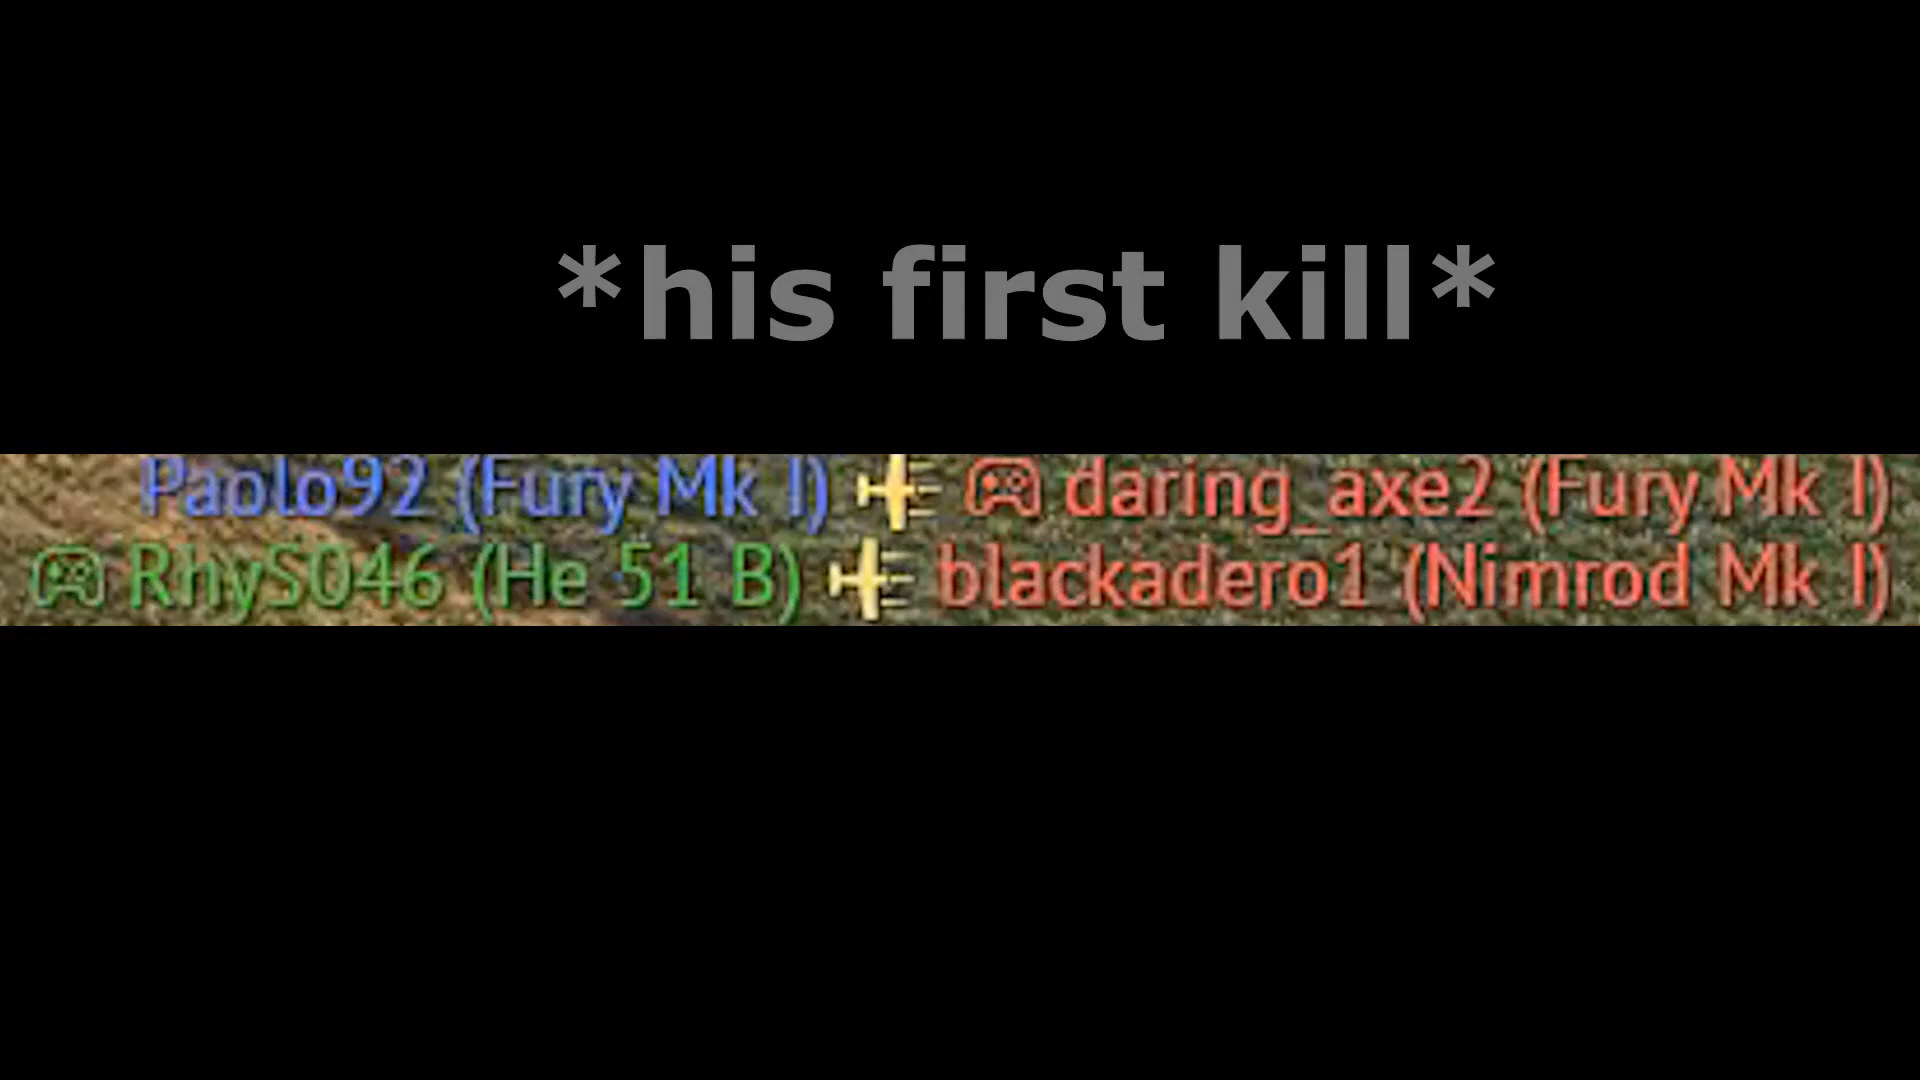 *his first kill*
Paolo92 (Fury Mk I) daring_axe2 (Fury Mk I)
RhyS046 (He 51 B) blackadero1 (Nimrod Mk I)